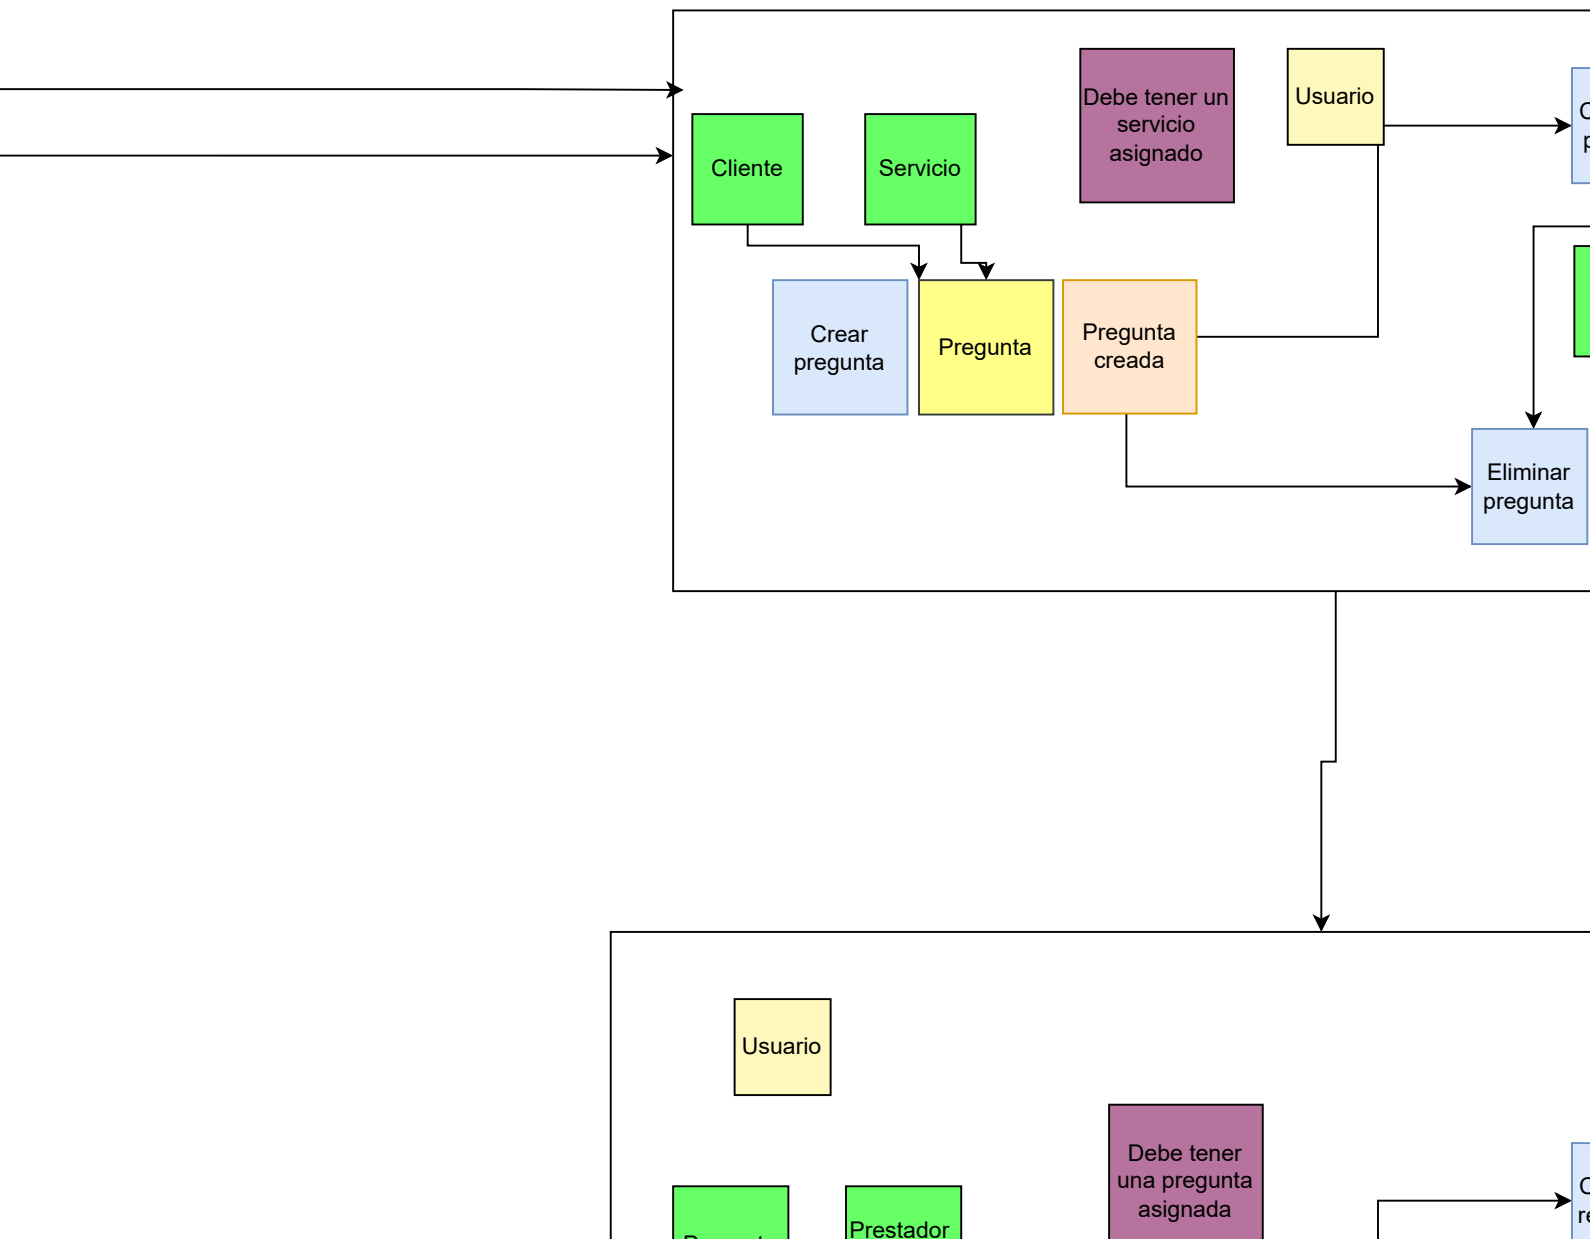 Debe tener un
servicio
asignado
Usuario
Cliente
Servicio
Crear
pregunta
Pregunta
Pregunta
creada
Eliminar
pregunta
Usuario
Debe tener
una pregunta
asignada
Prestador